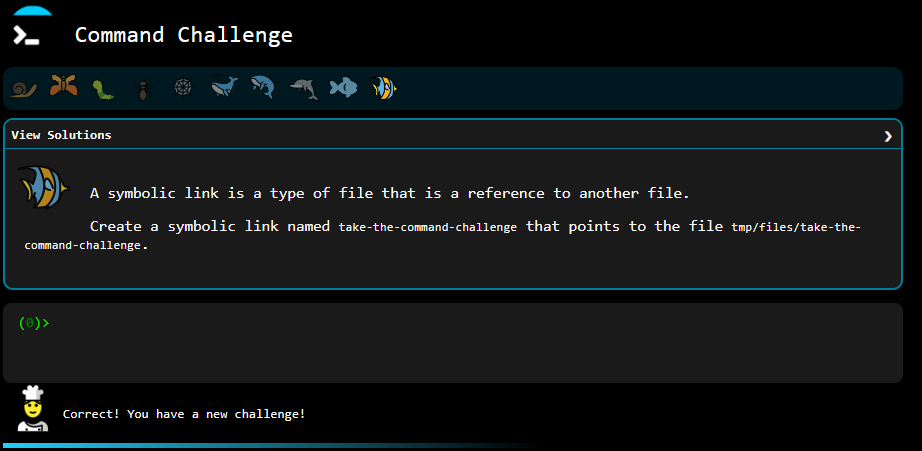 Command Challenge
View Solutions
A symbolic link is a type of file that is a reference to another file.
Create a symbolic link named take-the-command-challenge that points to the file tmp/files/take-the-
command-challenge.
(0)>
Correct! You have a new challenge!